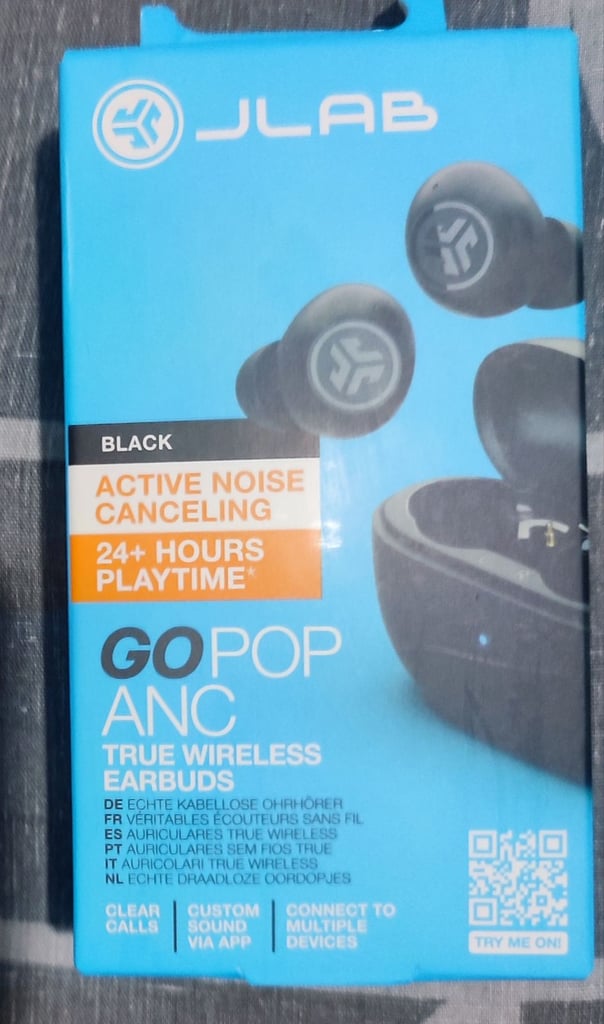 JLAB
BLACK
ACTIVE NOISE
CANCELING
24+ HOURS
PLAYTIME*
GO POP
ANC
TRUE WIRELESS
EARBUDS
DE ECHTE KABELLOSE OHRHÖRER
FR VÉRITABLES ÉCOUTEURS SANS FIL
ES AURICULARES TRUE WIRELESS
PT AURICULARES SEM FIOS TRUE
IT AURICOLARI TRUE WIRELESS
NL ECHTE DRAADLOZE OORDOPJES
CLEAR
CALLS
CUSTOM
SOUND
VIA APP
CONNECT TO
MULTIPLE
DEVICES
TRY ME ON!